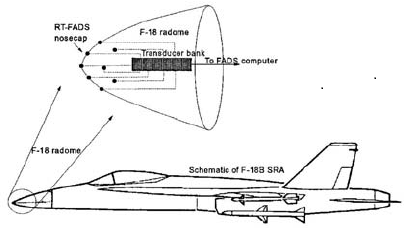 RT-FADS
nosecap
F-18 radome
Transducer bank
To FADS computer
F-18 radome
Schematic of F-18B SRA